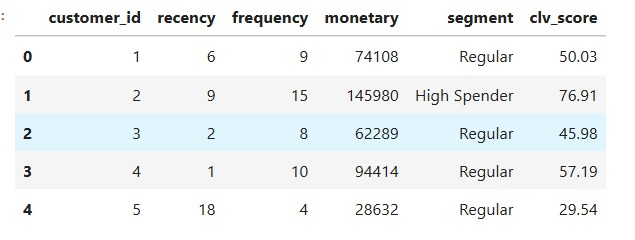 :
customer_id recency frequency monetary segment clv_score
0 1 6 9 74108 Regular 50.03
1 2 9 15 145980 High Spender 76.91
2 3 2 8 62289 Regular 45.98
3 4 1 10 94414 Regular 57.19
4 5 18 4 28632 Regular 29.54